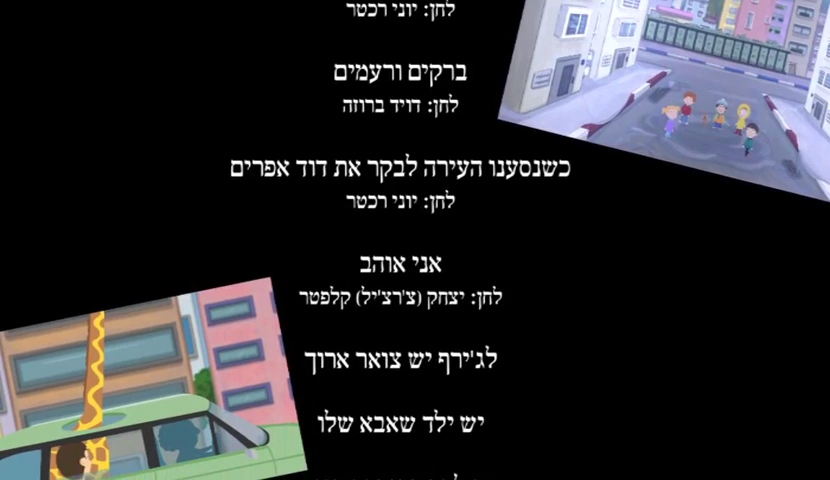 לחן: יוני רכטר
ברקים ורעמים
לחן: דויד ברוזה
כשנסענו העירה לבקר את דוד אפרים
לחן: יוני רכטר
אני אוהב
לחן: יצחק (צ'רצ'יל) קלפטר
לג'ירף יש צואר ארוך
יש ילד שאבא שלו